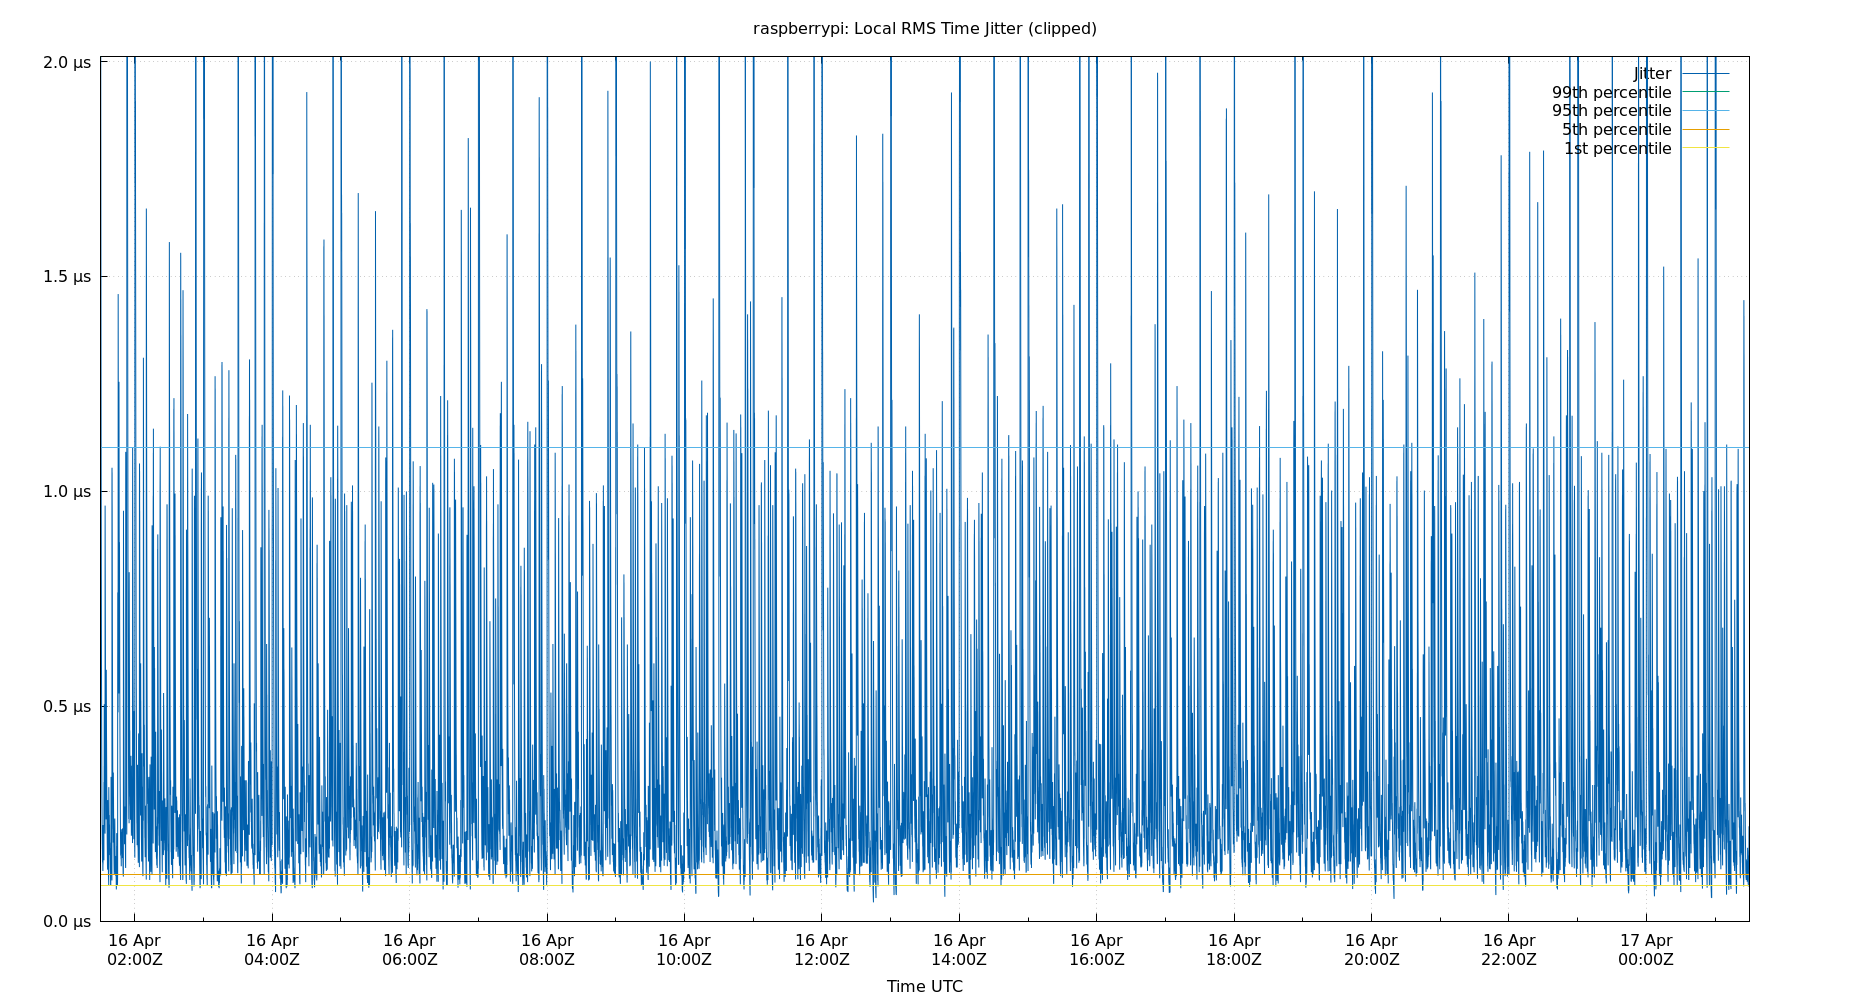 raspberrypi: Local RMS Time Jitter (clipped)
2.0 µs
1.5 µs
1.0 µs
0.5 µs
0.0 µs
Jitter
99th percentile
95th percentile
5th percentile
1st percentile
16 Apr 16 Apr 16 Apr 16 Apr 16 Apr 16 Apr 16 Apr 16 Apr 16 Apr 16 Apr 16 Apr 17 Apr
02:00Z 04:00Z 06:00Z 08:00Z 10:00Z 12:00Z 14:00Z 16:00Z 18:00Z 20:00Z 22:00Z 00:00Z
Time UTC